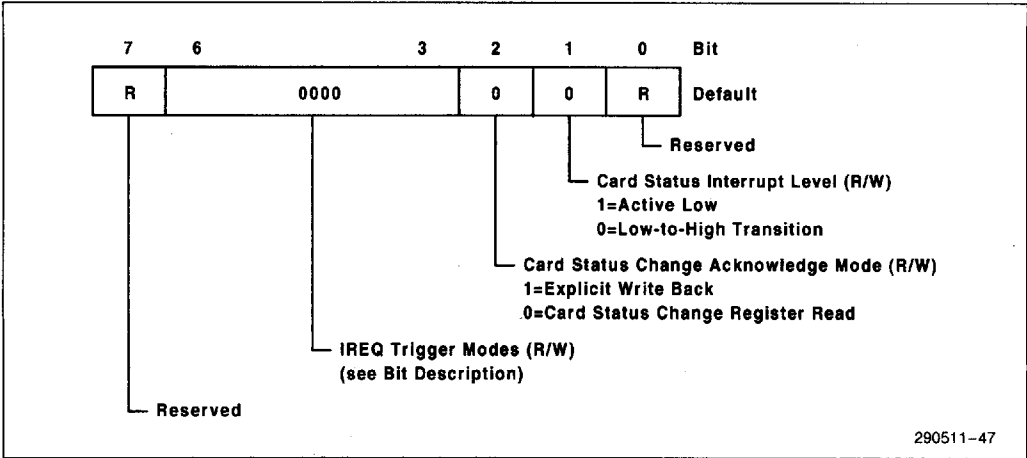 7 6 3 2 1 0 Bit
R 0000 0 0 R Default
Reserved
Card Status Interrupt Level (R/W)
1=Active Low
0=Low-to-High Transition
Card Status Change Acknowledge Mode (R/W)
1=Explicit Write Back
0=Card Status Change Register Read
IREQ Trigger Modes (R/W)
(see Bit Description)
Reserved
290511-47